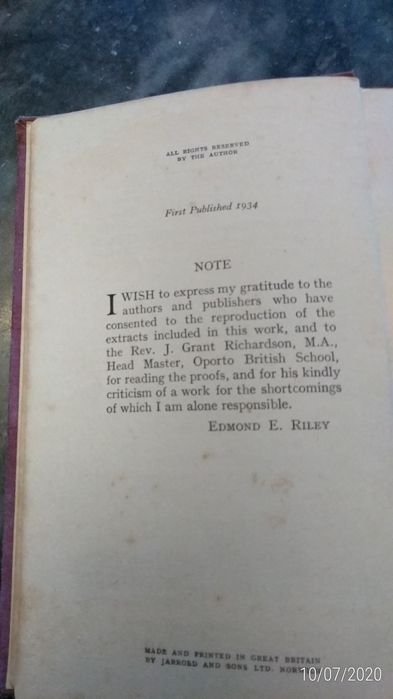 ALL RIGHTS RESERVED
BY THE AUTHOR
First Published 1934
NOTE
I WISH to express my gratitude to the
authors and publishers who have
consented to the reproduction of the
extracts included in this work, and to
the Rev. J. Grant Richardson, M.A.,
Head Master, Oporto British School,
for reading the proofs, and for his kindly
criticism of a work for the shortcomings
of which I am alone responsible.
EDMOND E. RILEY
MADE AND PRINTED IN GREAT BRITAIN
BY JARROLD AND SONS LTD.
10/07/2020